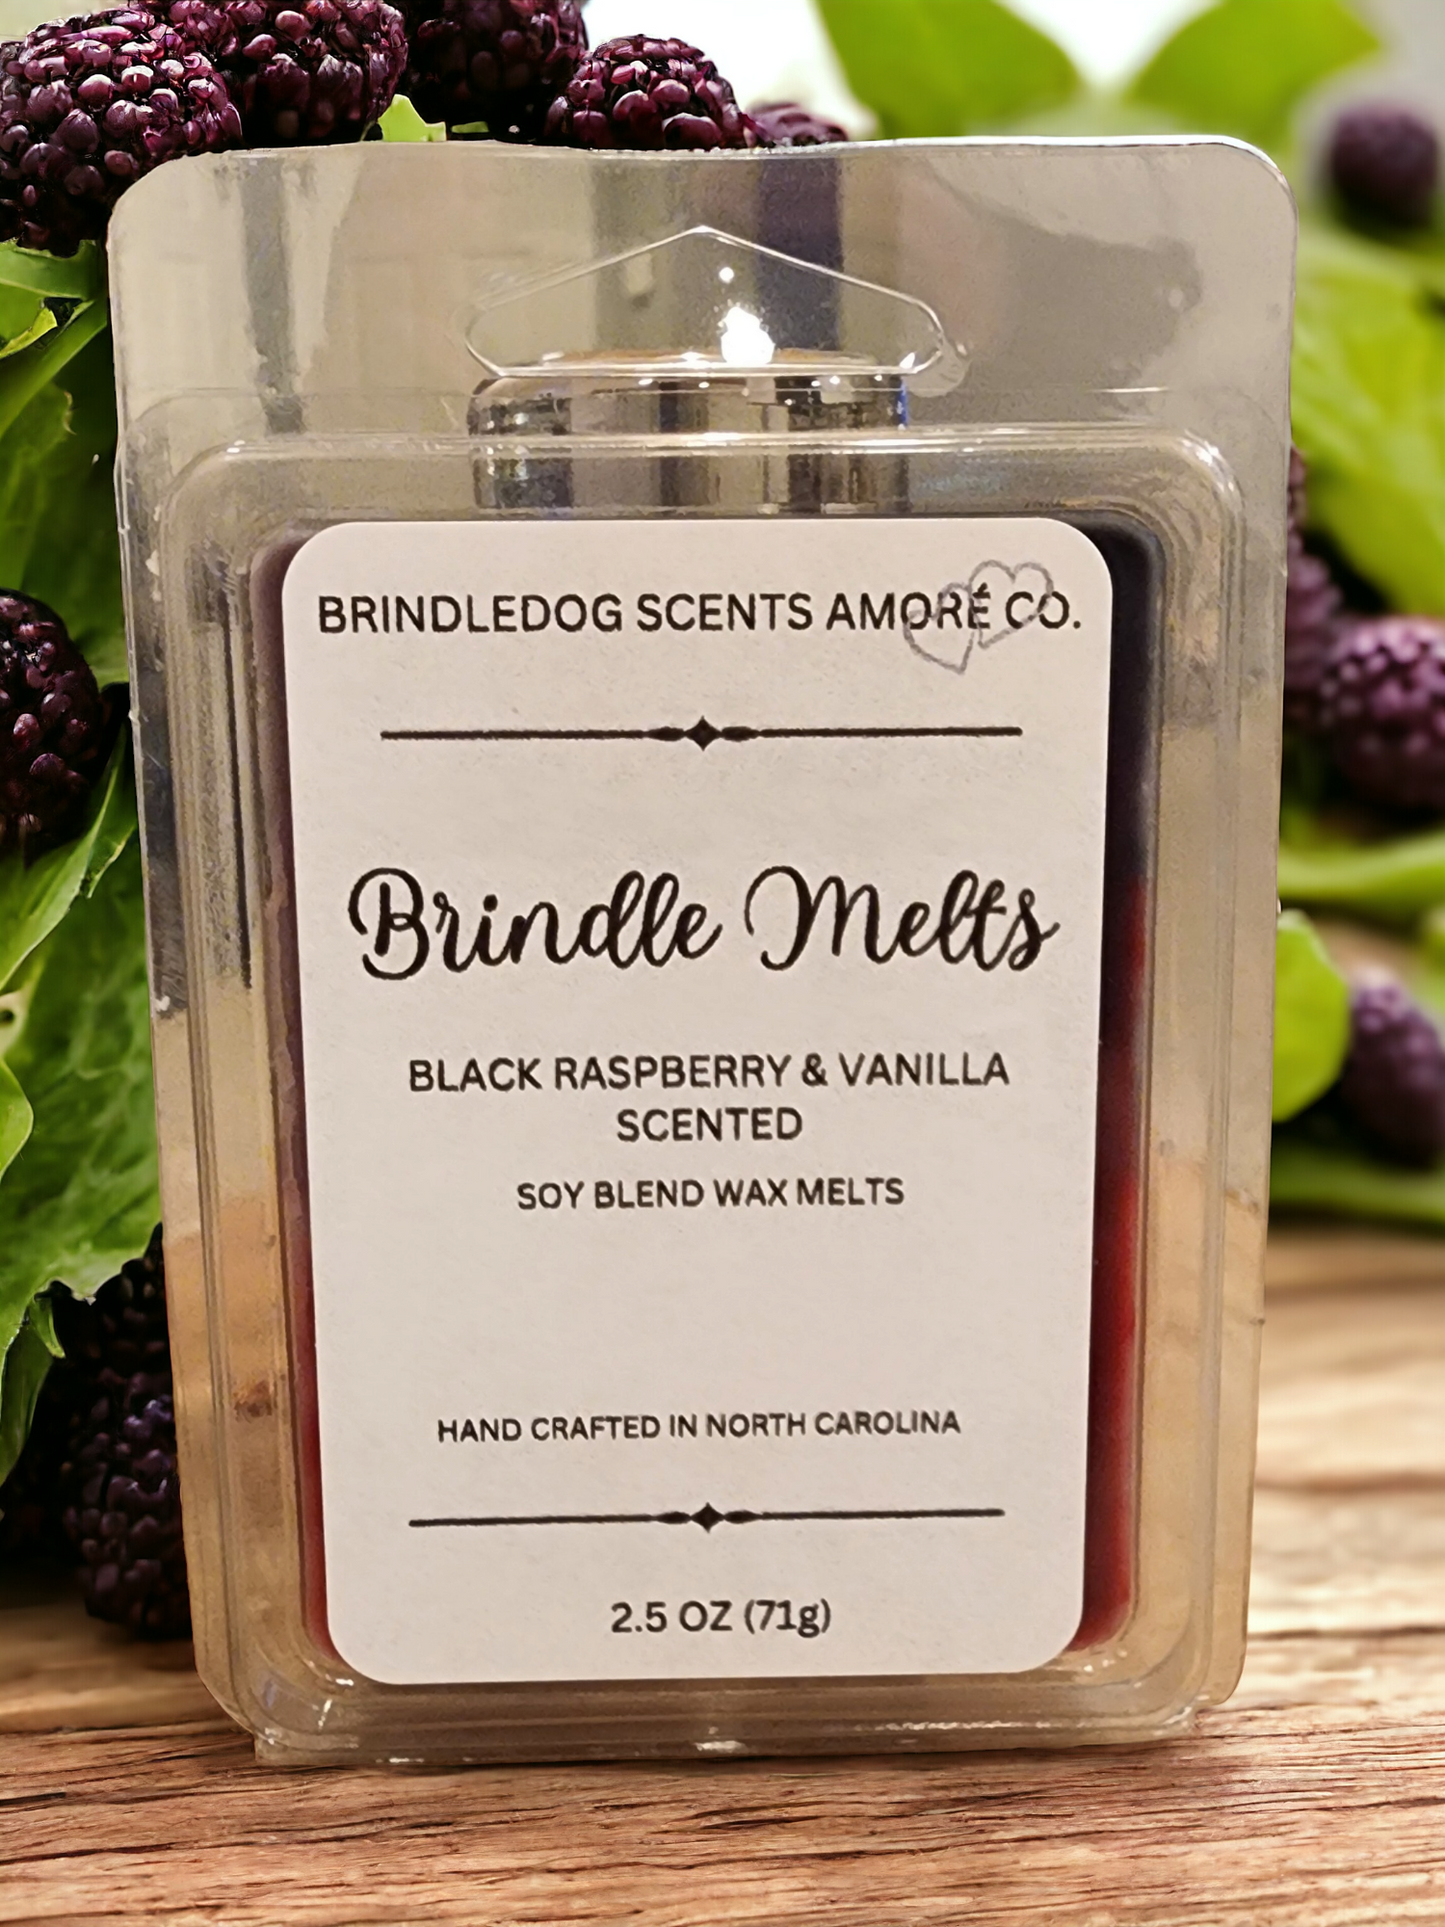 BRINDLEDOG SCENTS AMORÉ CO.
Brindle Melts
BLACK RASPBERRY & VANILLA
SCENTED
SOY BLEND WAX MELTS
HAND CRAFTED IN NORTH CAROLINA
2.5 OZ (71g)